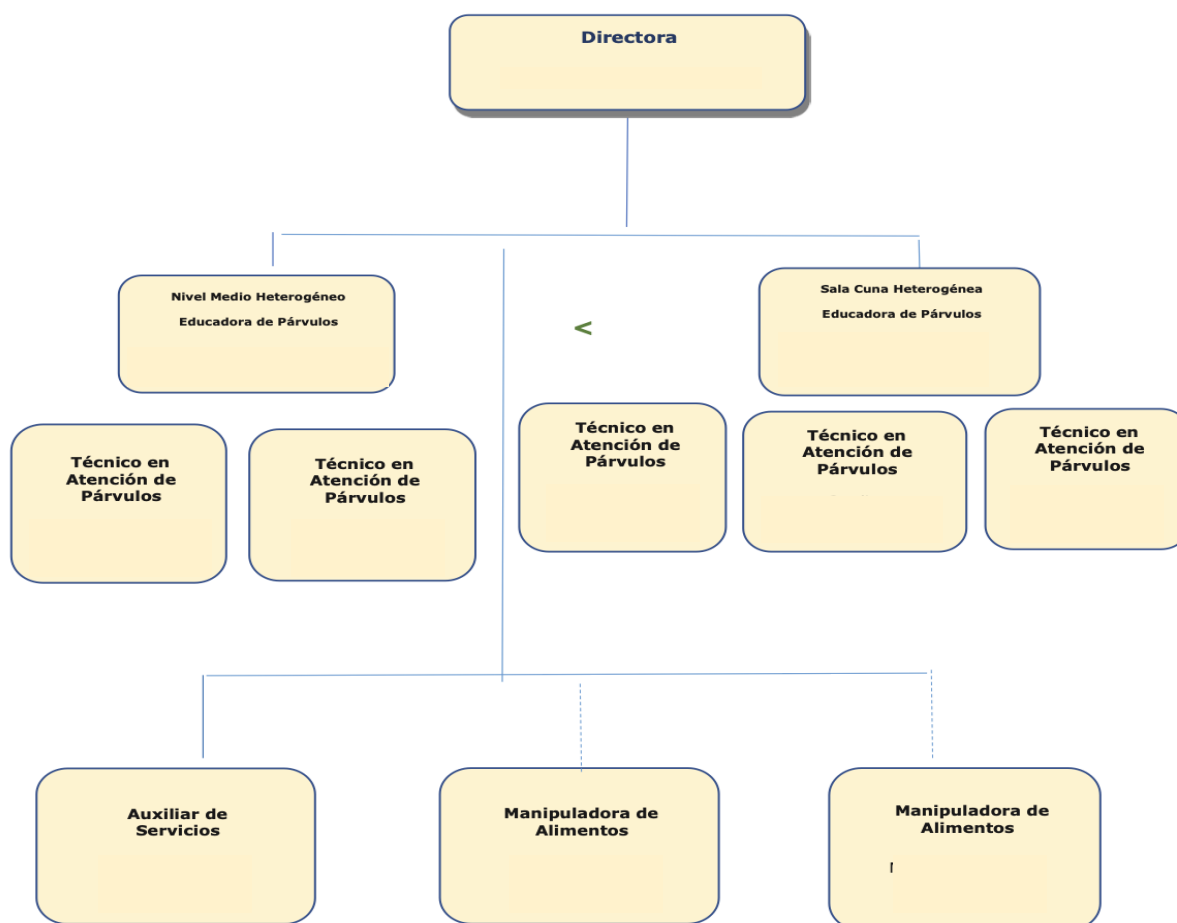 Directora
Nivel Medio Heterogéneo
Educadora de Párvulos
Sala Cuna Heterogénea
Educadora de Párvulos
<
Técnico en
Atención de
Párvulos
Técnico en
Atención de
Párvulos
Técnico en
Atención de
Párvulos
Técnico en
Atención de
Párvulos
Técnico en
Atención de
Párvulos
Auxiliar de
Servicios
Manipuladora de
Alimentos
Manipuladora de
Alimentos